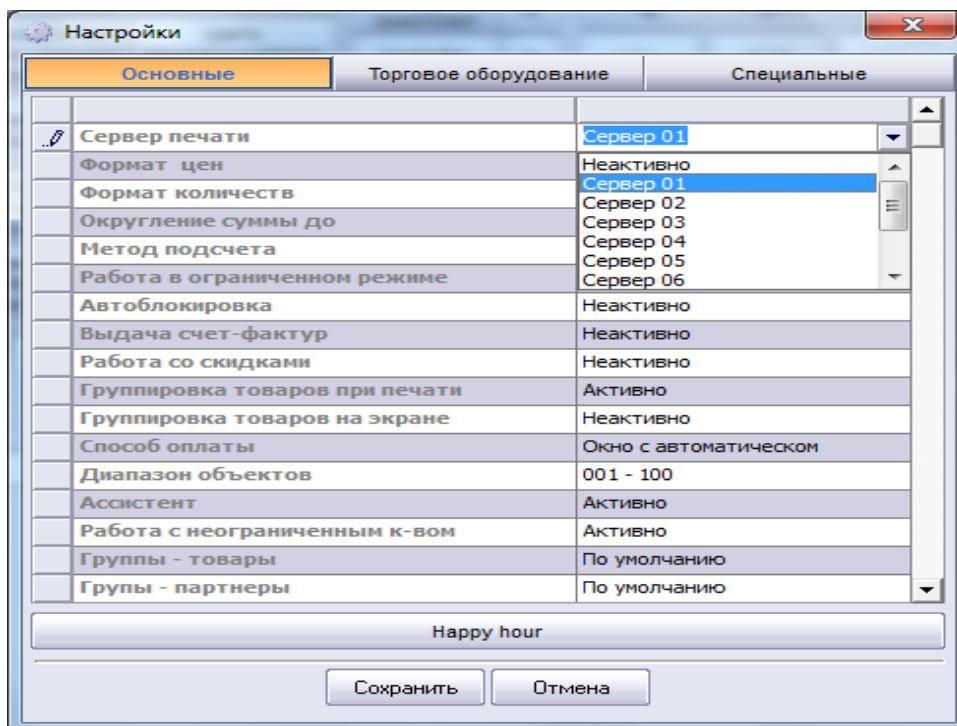 Настройки
Основные Торговое оборудование Специальные
Сервер печати Сервер 01
Формат цен Неактивно
Сервер 01
Формат количеств Сервер 02
Округление суммы до Сервер 03
Метод подсчета Сервер 04
Сервер 05
Работа в ограниченном режиме Сервер 06
Автоблокировка Неактивно
Выдача счет-фактур Неактивно
Работа со скидками Неактивно
Группировка товаров при печати Активно
Группировка товаров на экране Неактивно
Способ оплаты Окно с автоматическом
Диапазон объектов 001 - 100
Ассистент Активно
Работа с неограниченным к-вом Активно
Группы - товары По умолчанию
Групы - партнеры По умолчанию
Happy hour
Сохранить Отмена